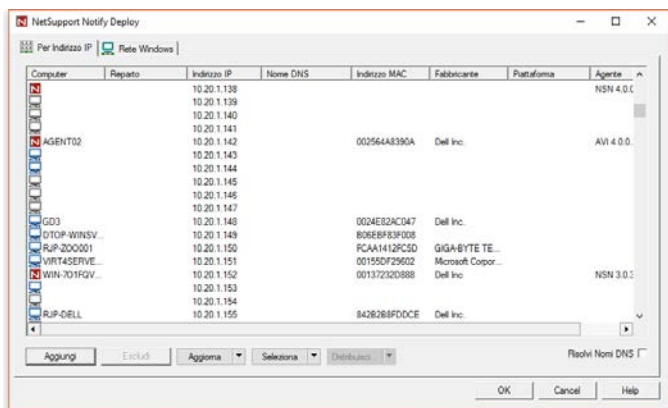 NetSupport Notify Deploy
Per Indirizzo IP Rete Windows
Computer Reparto Indirizzo IP Nome DNS Indirizzo MAC Fabbricante Piattaforma Agente
10.20.1.138 NSN 4.0.0
10.20.1.139
10.20.1.140
10.20.1.141
AGENT02 10.20.1.142 002564A8390A Dell Inc. AVI 4.0.0.
10.20.1.143
10.20.1.144
10.20.1.145
10.20.1.146
10.20.1.147
GD3 10.20.1.148 0024E82AC047 Dell Inc.
DTOP-WINSV... 10.20.1.149 B06EBF83F008
RJP-ZOO001 10.20.1.150 FCAA1412FC5D GIGA-BYTE TE...
VIRT4SERVE... 10.20.1.151 00155DF29602 Microsoft Corpor...
WIN-7O1FQV... 10.20.1.152 00137232D888 Dell Inc NSN 3.0.3
10.20.1.153
10.20.1.154
RJP-DELL 10.20.1.155 842B2B8FDDCE Dell Inc.
Aggiungi Escludi Aggiorna Seleziona Distribuisci Risolvi Nomi DNS
OK Cancel Help